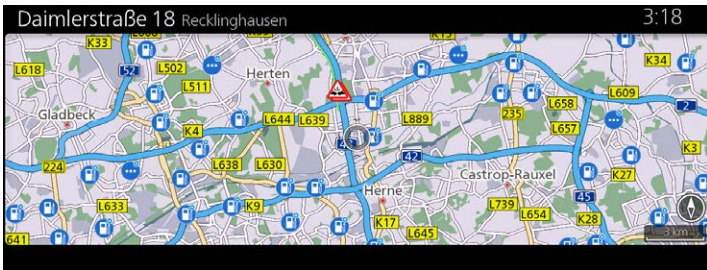 Daimlerstraße 18 Recklinghausen
3:18
K33
K15
L618
52
L502
K34
Herten
L511
L609
Gladbeck
L658
2
L644
L639
L889
235
K4
L657
43
K3
42
224
L638
L630
Castrop-Rauxel
K27
Herne
45
L633
K9
L739
L654
K28
K17
L645
3 km
641